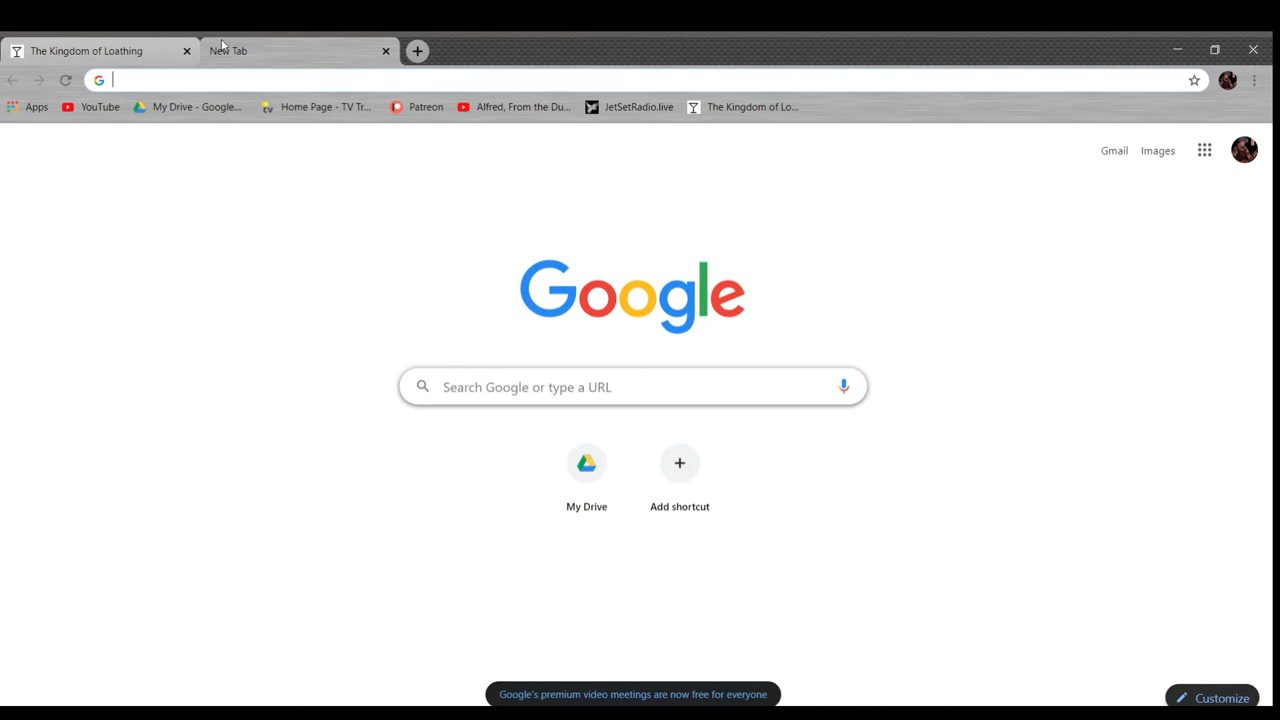 The Kingdom of Loathing
New Tab
Apps YouTube My Drive - Google... Home Page - TV Tr... Patreon Alfred, From the Du... JetSetRadio.live The Kingdom of Lo...
Gmail Images
Google
Search Google or type a URL
My Drive Add shortcut
Google's premium video meetings are now free for everyone
Customize